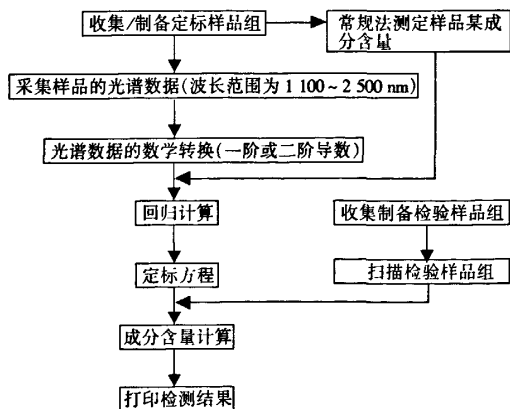 收集/制备定标样品组
常规法测定样品某成
分含量
采集样品的光谱数据(波长范围为 1 100～2 500 nm)
光谱数据的数学转换(一阶或二阶导数)
回归计算
收集制备检验样品组
定标方程
扫描检验样品组
成分含量计算
打印检测结果